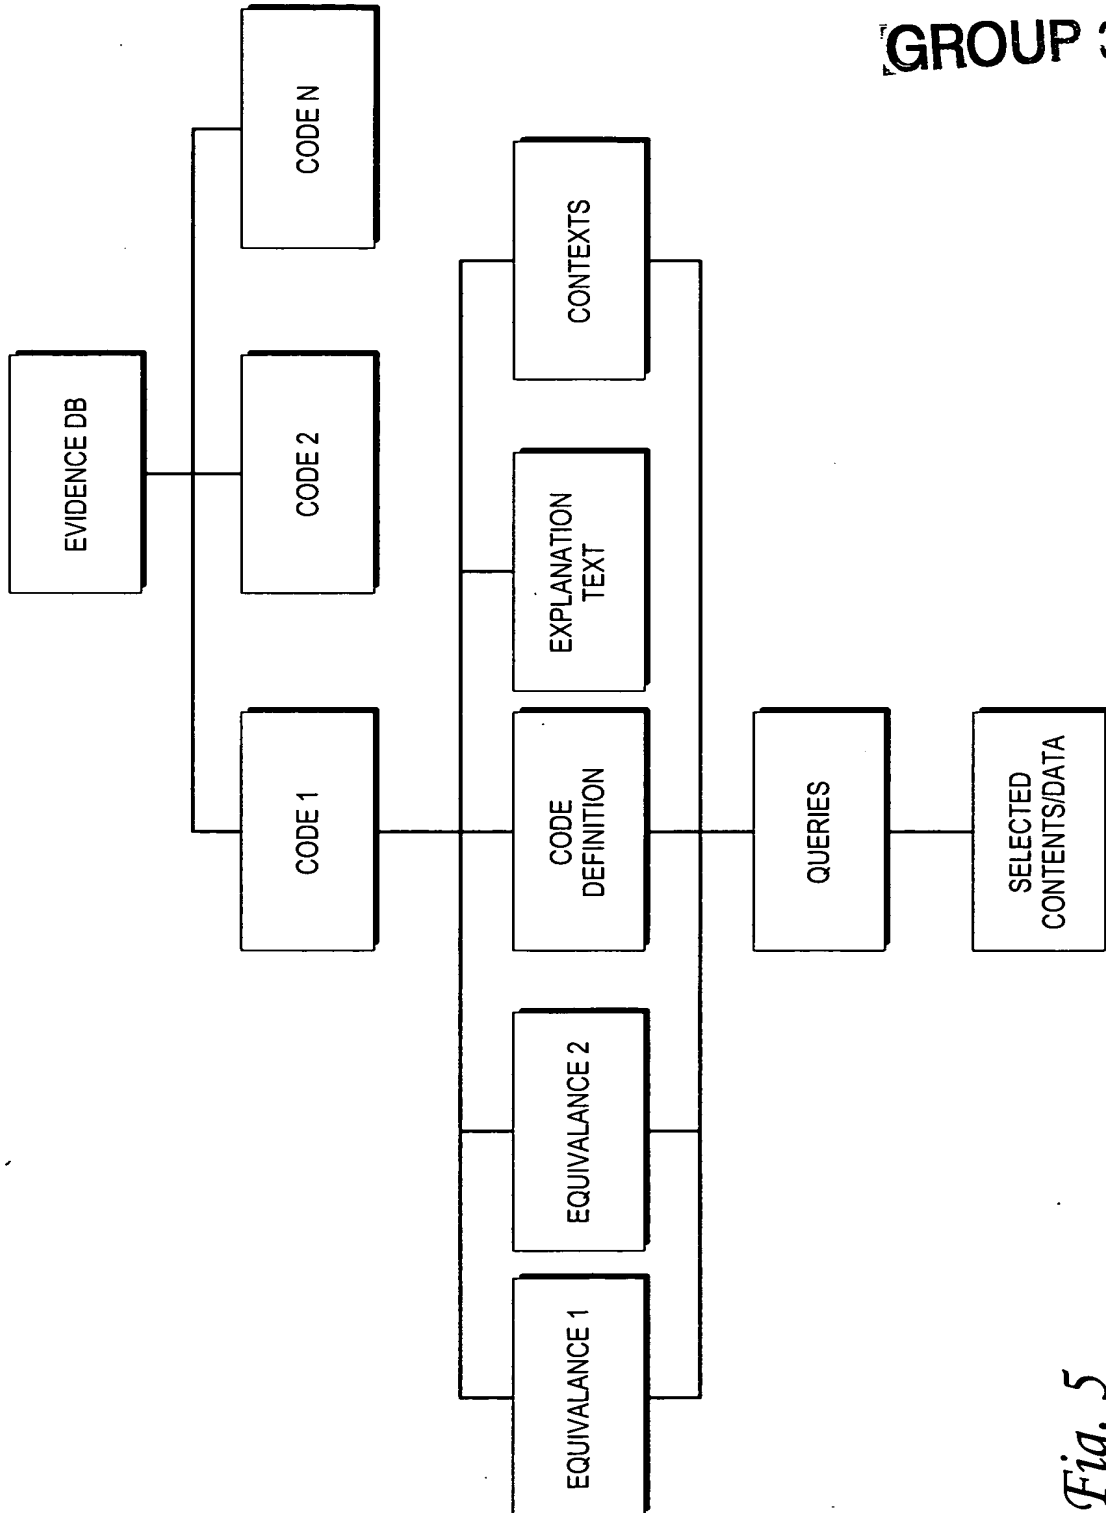 GROUP
EVIDENCE DB
CODE 1
CODE 2
CODE N
EQUIVALANCE 1
EQUIVALANCE 2
CODE
DEFINITION
EXPLANATION
TEXT
CONTEXTS
QUERIES
SELECTED
CONTENTS/DATA
Fig. 5